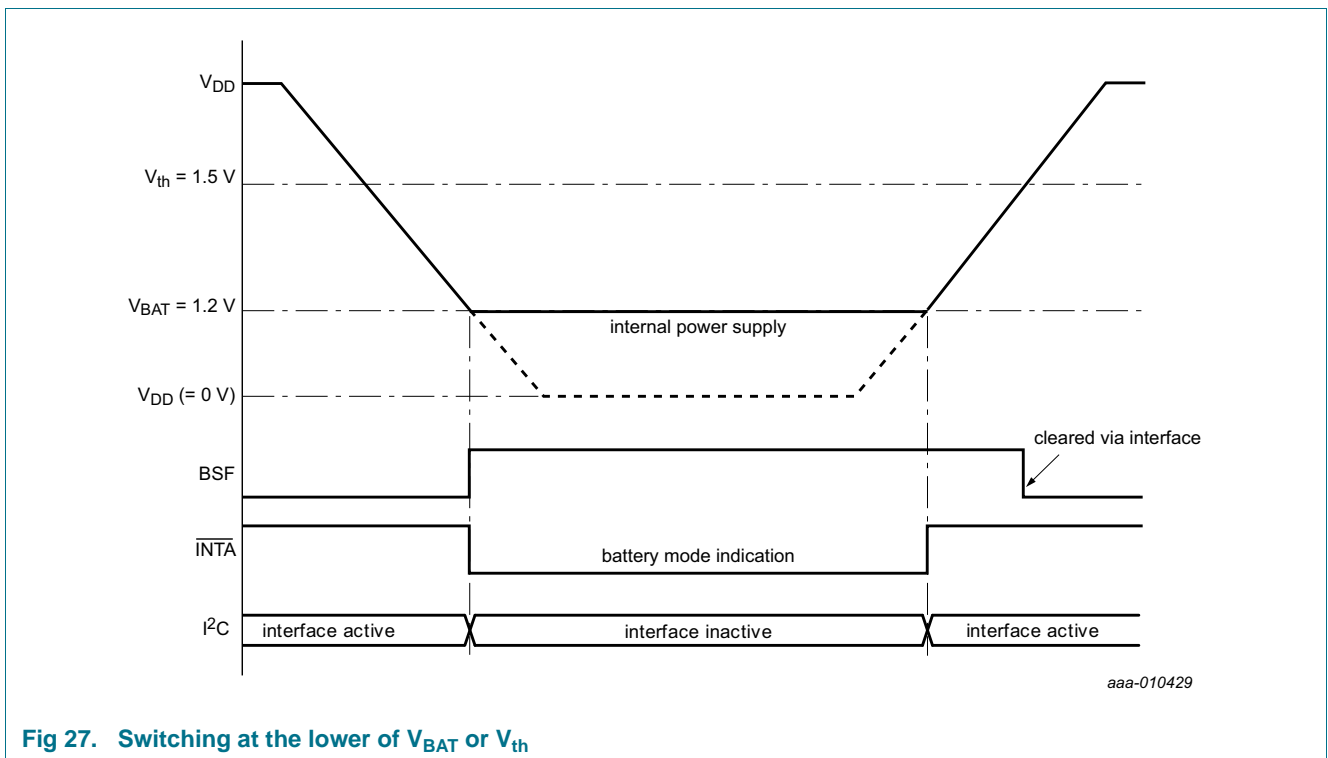 VDD
Vth = 1.5 V
VBAT = 1.2 V
internal power supply
VDD (= 0 V)
cleared via interface
BSF
INTA
battery mode indication
I2C
interface active
interface inactive
interface active
aaa-010429
Fig 27. Switching at the lower of VBAT or Vth